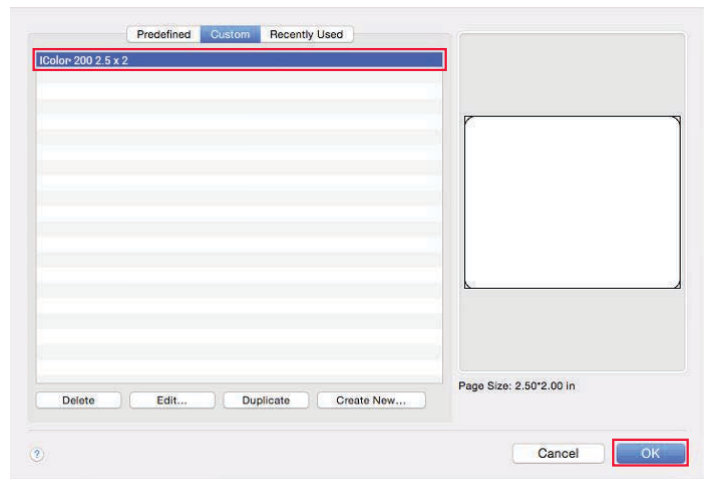 Predefined Custom Recently Used
IColor 200 2.5 x 2
Page Size: 2.50*2.00 in
Delete Edit... Duplicate Create New...
? Cancel OK